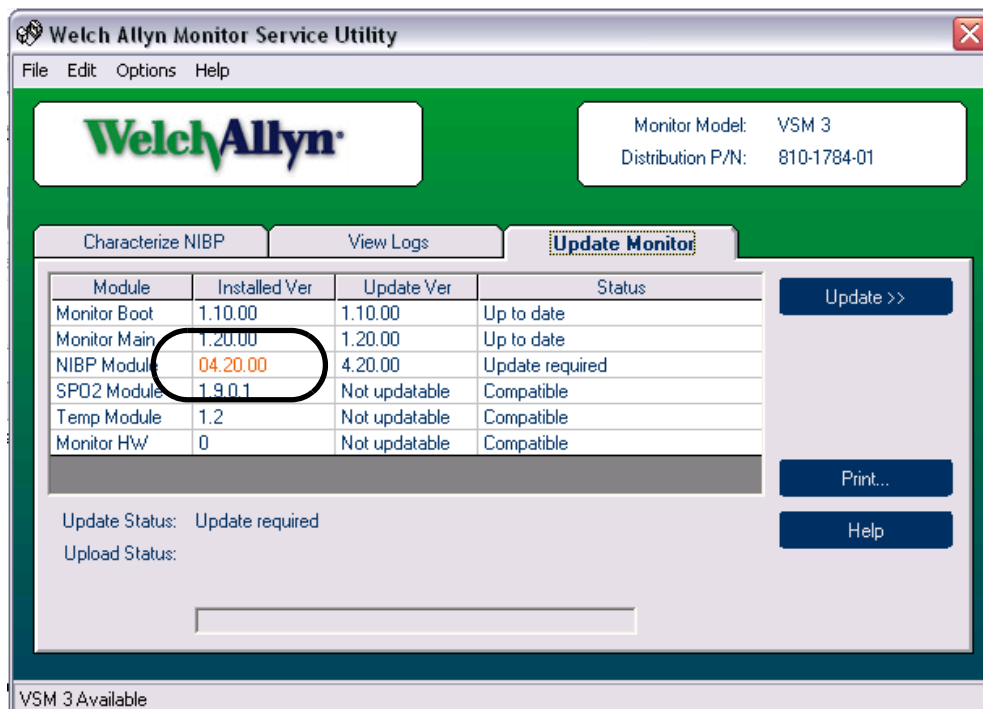 Welch Allyn Monitor Service Utility
File Edit Options Help
WelchAllyn
Monitor Model: VSM 3
Distribution P/N: 810-1784-01
Characterize NIBP View Logs Update Monitor
Module Installed Ver Update Ver Status
Monitor Boot 1.10.00 1.10.00 Up to date
Monitor Main 1.20.00 1.20.00 Up to date
NIBP Module 04.20.00 4.20.00 Update required
SPO2 Module 1.9.0.1 Not updatable Compatible
Temp Module 1.2 Not updatable Compatible
Monitor HW 0 Not updatable Compatible
Update >>
Print...
Help
Update Status: Update required
Upload Status:
VSM 3 Available